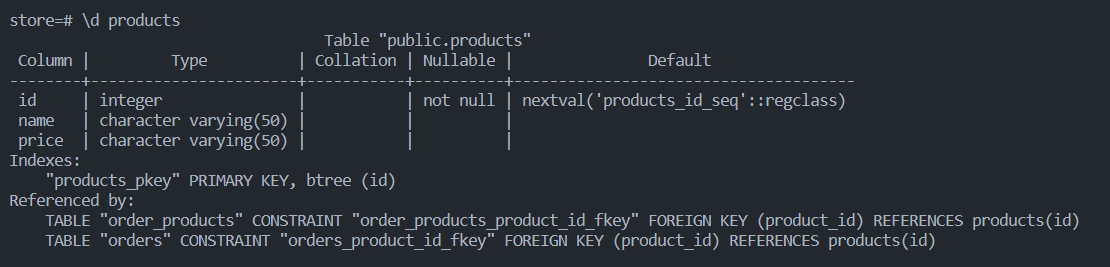 store=# \d products
                                  Table "public.products"
 Column |         Type          | Collation | Nullable |               Default
--------+-----------------------+-----------+----------+--------------------------------------
 id     | integer               |           | not null | nextval('products_id_seq'::regclass)
 name   | character varying(50) |           |          |
 price  | character varying(50) |           |          |
Indexes:
    "products_pkey" PRIMARY KEY, btree (id)
Referenced by:
    TABLE "order_products" CONSTRAINT "order_products_product_id_fkey" FOREIGN KEY (product_id) REFERENCES products(id)
    TABLE "orders" CONSTRAINT "orders_product_id_fkey" FOREIGN KEY (product_id) REFERENCES products(id)